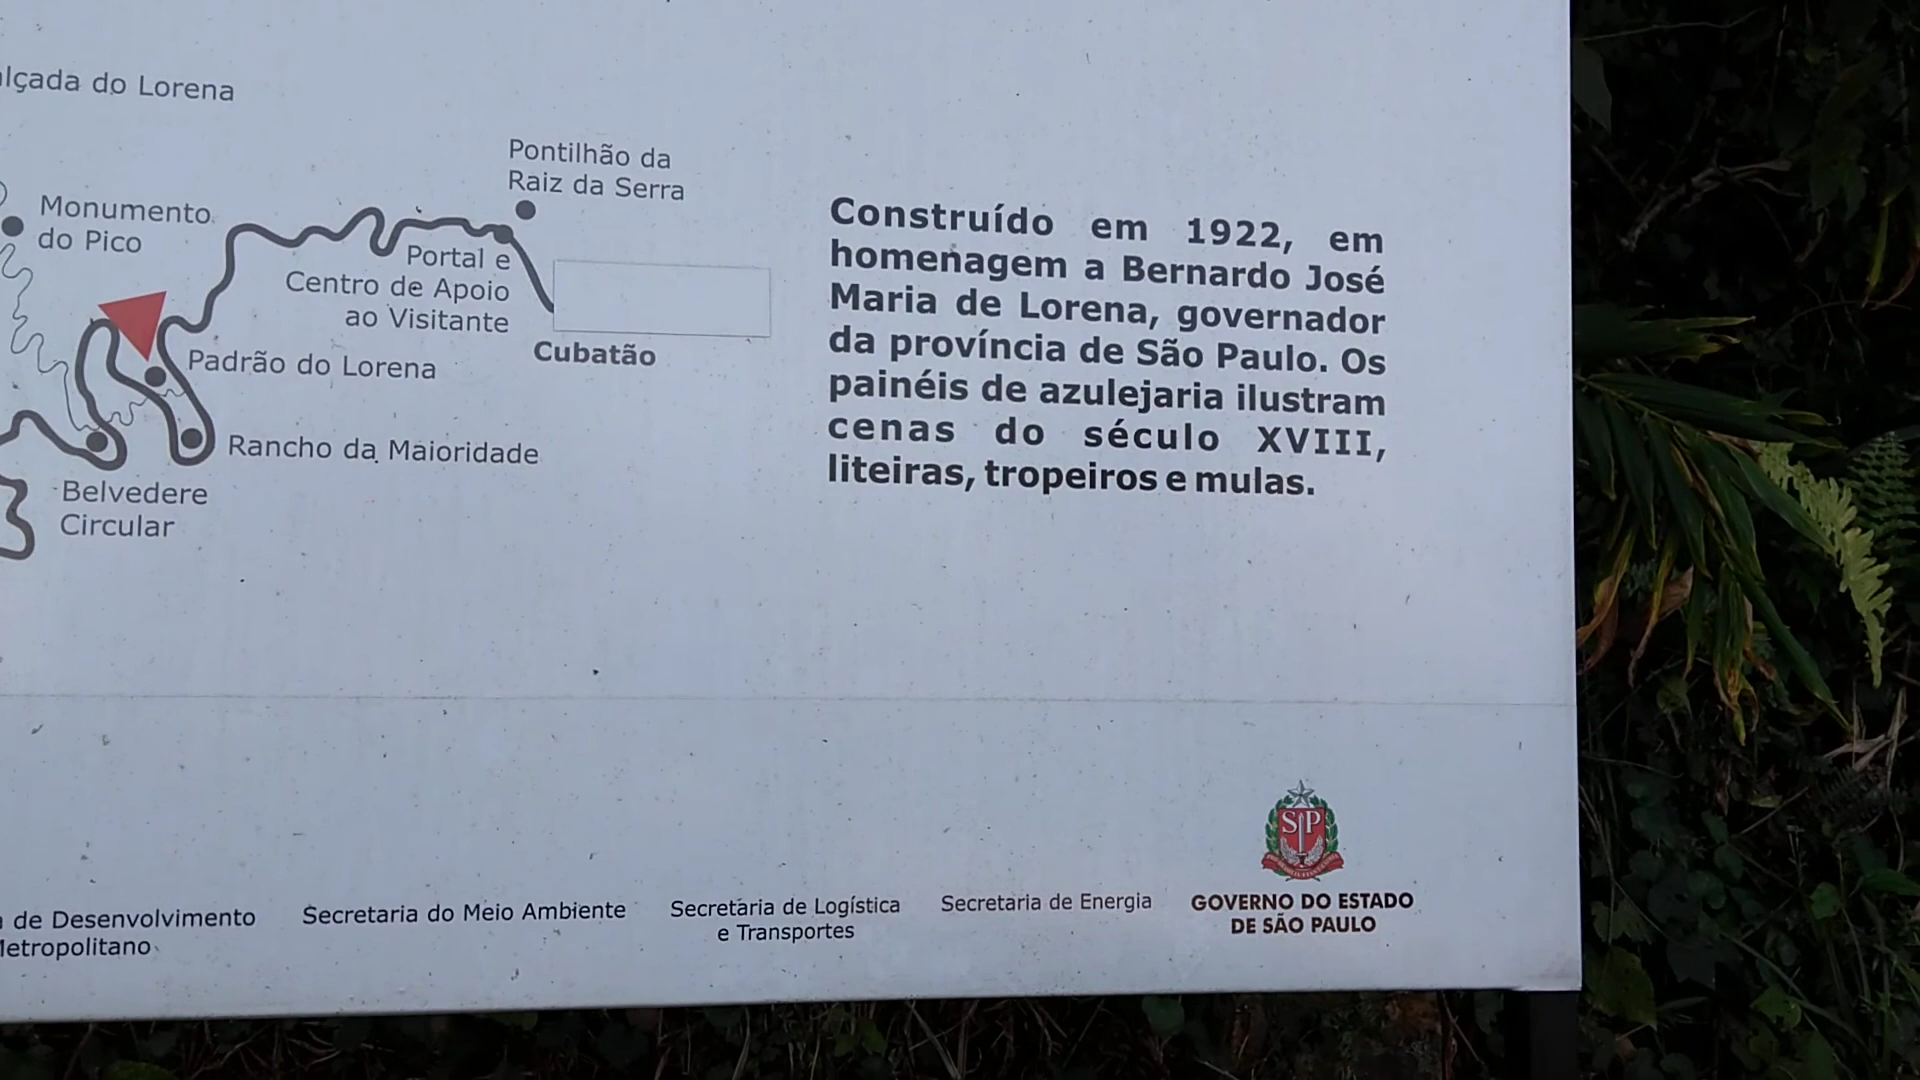 do Lorena
Pontilhão da
Raiz da Serra
Monumento
do Pico
Portal e
Centro de Apoio
ao Visitante
Cubatão
Padrão do Lorena
Rancho da Maioridade
Belvedere
Circular
Construído em 1922, em
homenagem a Bernardo José
Maria de Lorena, governador
da província de São Paulo. Os
painéis de azulejaria ilustram
cenas do século XVIII,
liteiras, tropeiros e mulas.
de Desenvolvimento
Secretaria do Meio Ambiente
Secretaria de Logística
e Transportes
Secretaria de Energia
SP
GOVERNO DO ESTADO
DE SÃO PAULO